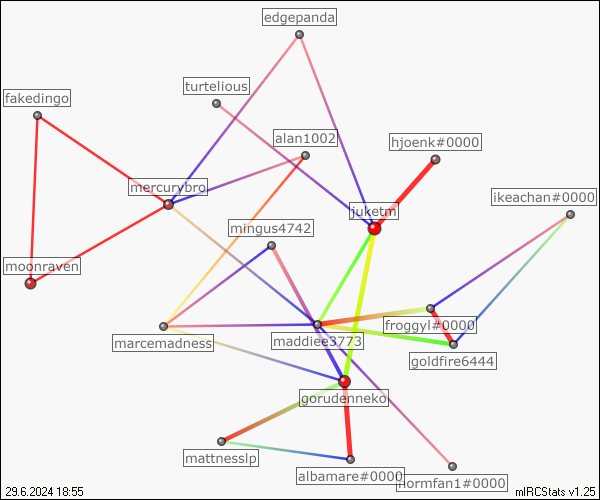 edgepanda
turtelious
fakedingo
alan1002
hjoenk#0000
mercurybro
ikeachan#0000
juketm
mingus4742
moonraven
froggyl#0000
marcemadness
maddiee3773
goldfire6444
gorudenneko
mattnesslp
albamare#0000
normfan1#0000
29.6.2024 18:55
mIRCStats v1.25